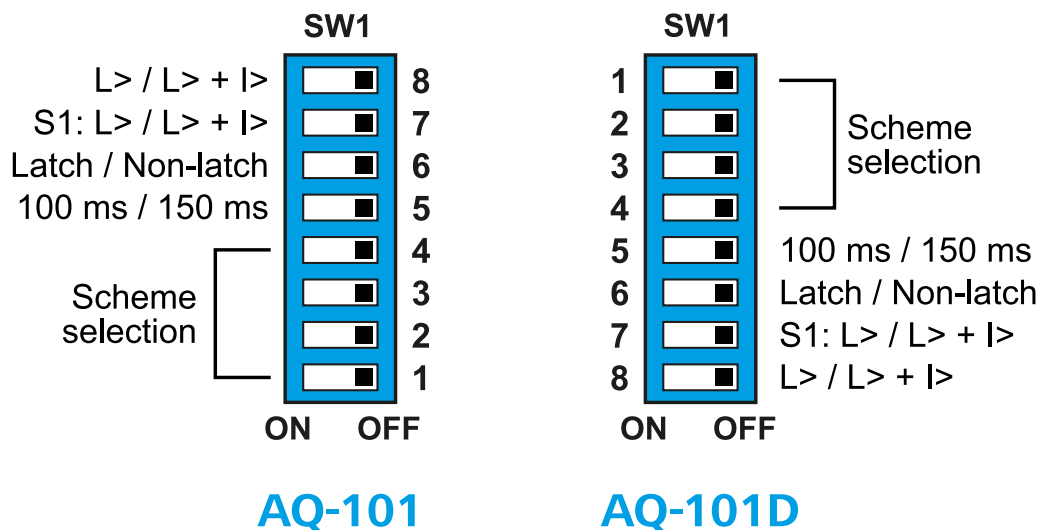 SW1
L> / L> + I> 8
S1: L> / L> + I> 7
Latch / Non-latch 6
100 ms / 150 ms 5
4
Scheme
selection
3
2
1
ON OFF
AQ-101
SW1
1
2
3
4
Scheme
selection
5 100 ms / 150 ms
6 Latch / Non-latch
7 S1: L> / L> + I>
8 L> / L> + I>
ON OFF
AQ-101D